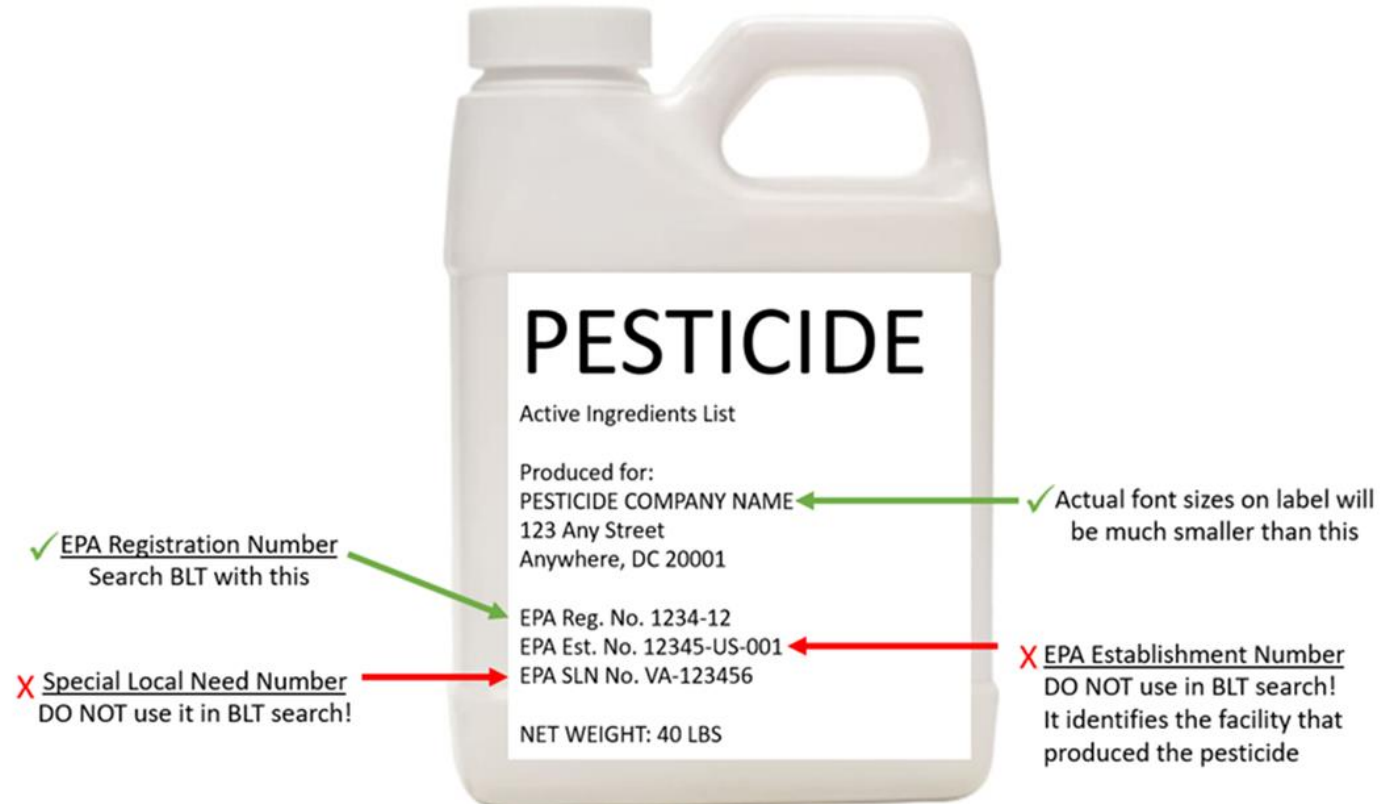 PESTICIDE
Active Ingredients List
Produced for:
PESTICIDE COMPANY NAME
123 Any Street
Anywhere, DC 20001
EPA Reg. No. 1234-12
EPA Est. No. 12345-US-001
EPA SLN No. VA-123456
NET WEIGHT: 40 LBS
✓ EPA Registration Number
Search BLT with this
X Special Local Need Number
DO NOT use it in BLT search!
✓ Actual font sizes on label will
be much smaller than this
X EPA Establishment Number
DO NOT use in BLT search!
It identifies the facility that
produced the pesticide